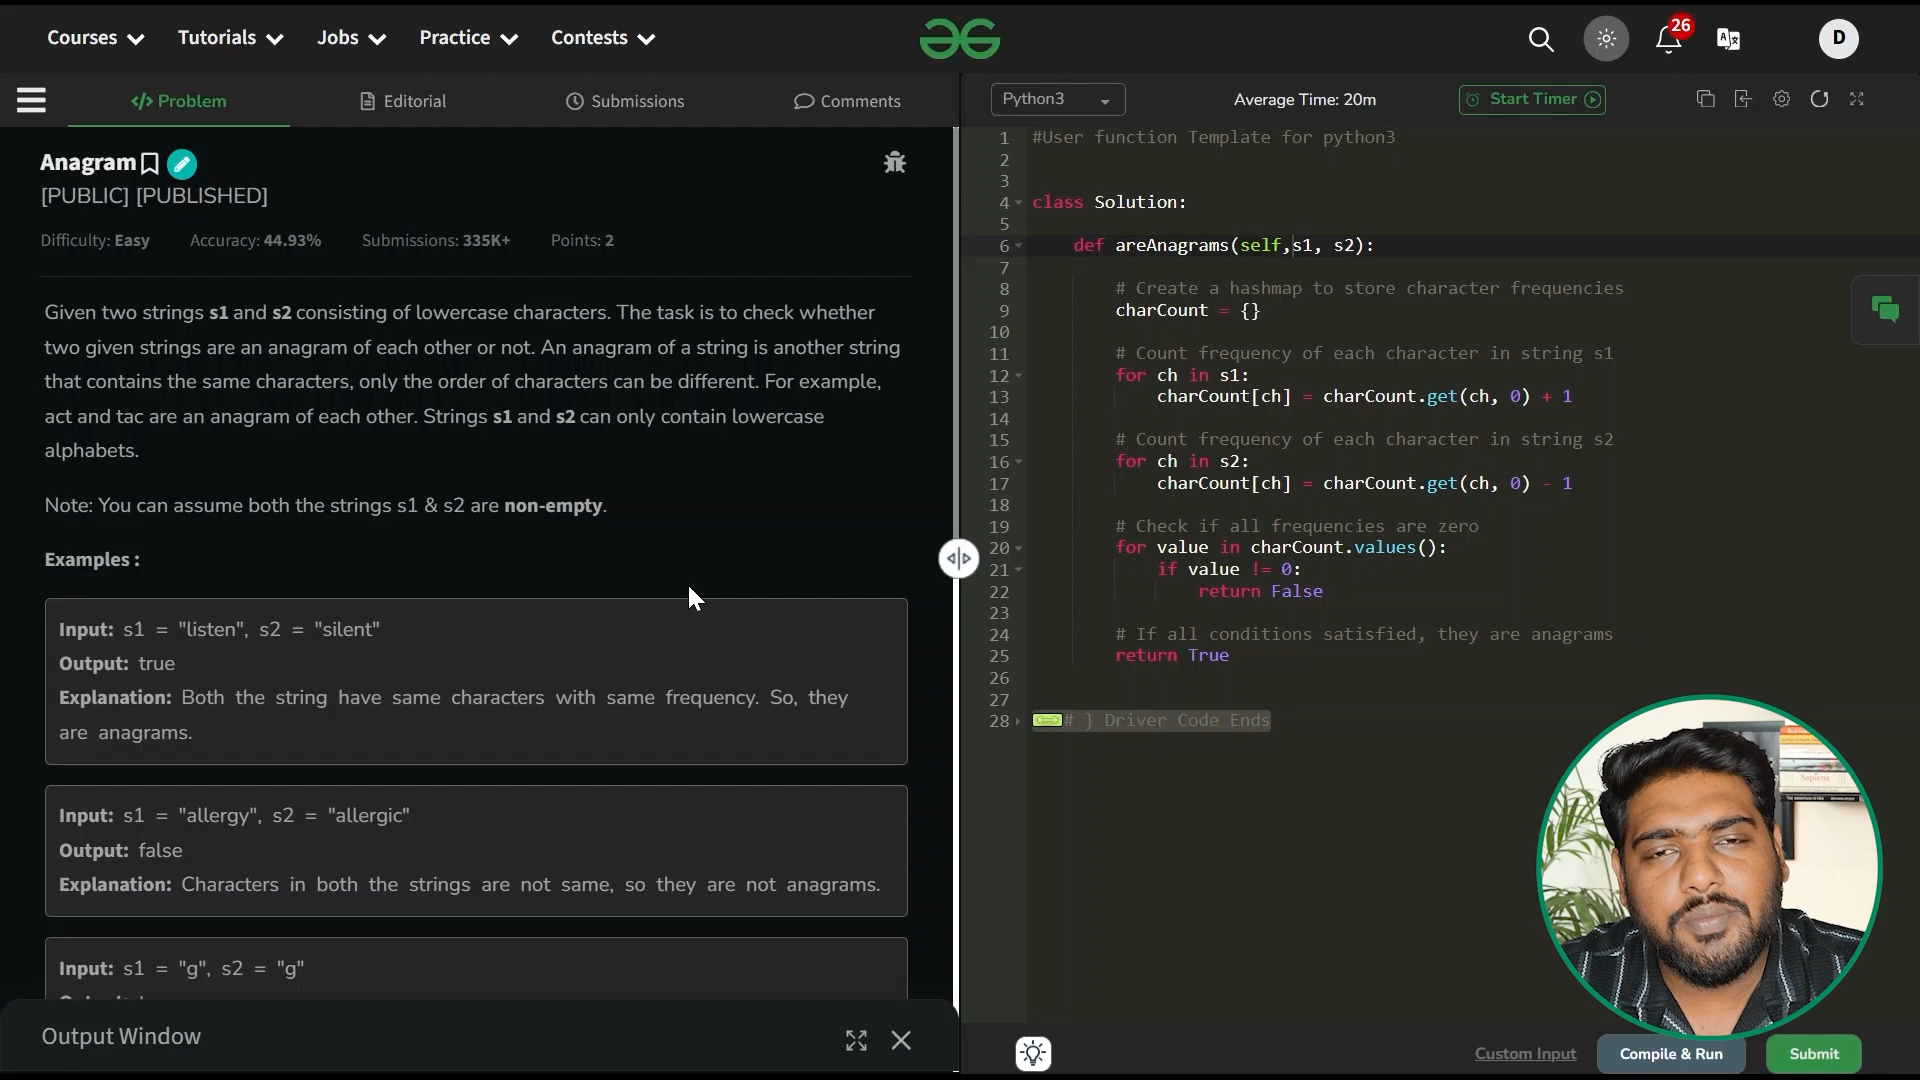 Courses Tutorials Jobs Practice Contests
26
D
</> Problem Editorial Submissions Comments
Python3 Average Time: 20m Start Timer
Anagram
[PUBLIC] [PUBLISHED]
Difficulty: Easy Accuracy: 44.93% Submissions: 335K+ Points: 2
Given two strings s1 and s2 consisting of lowercase characters. The task is to check whether
two given strings are an anagram of each other or not. An anagram of a string is another string
that contains the same characters, only the order of characters can be different. For example,
act and tac are an anagram of each other. Strings s1 and s2 can only contain lowercase
alphabets.
Note: You can assume both the strings s1 & s2 are non-empty.
Examples :
Input: s1 = "listen", s2 = "silent"
Output: true
Explanation: Both the string have same characters with same frequency. So, they
are anagrams.
Input: s1 = "allergy", s2 = "allergic"
Output: false
Explanation: Characters in both the strings are not same, so they are not anagrams.
Input: s1 = "g", s2 = "g"
Output Window
1 #User function Template for python3
2
3
4 class Solution:
5
6 def areAnagrams(self,s1, s2):
7
8 # Create a hashmap to store character frequencies
9 charCount = {}
10
11 # Count frequency of each character in string s1
12 for ch in s1:
13 charCount[ch] = charCount.get(ch, 0) + 1
14
15 # Count frequency of each character in string s2
16 for ch in s2:
17 charCount[ch] = charCount.get(ch, 0) - 1
18
19 # Check if all frequencies are zero
20 for value in charCount.values():
21 if value != 0:
22 return False
23
24 # If all conditions satisfied, they are anagrams
25 return True
26
27
28 # } Driver Code Ends
Sapiens
Custom Input Compile & Run Submit